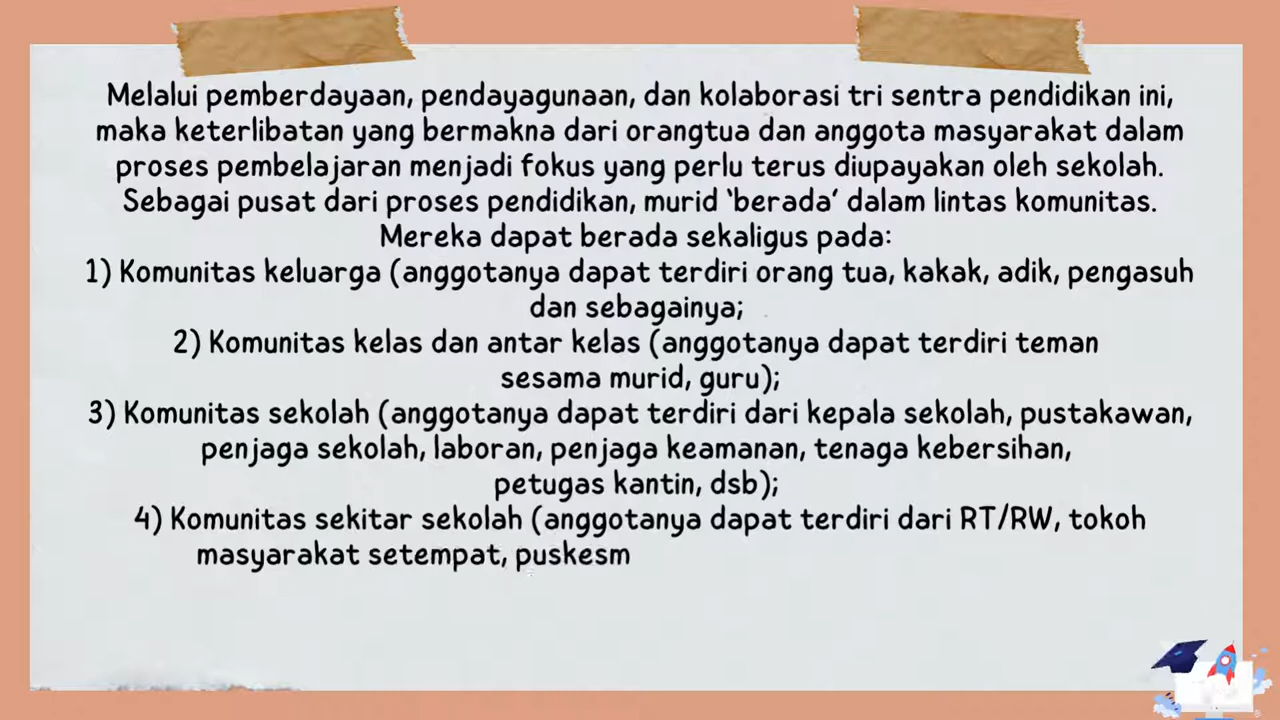 Melalui pemberdayaan, pendayagunaan, dan kolaborasi tri sentra pendidikan ini,
maka keterlibatan yang bermakna dari orangtua dan anggota masyarakat dalam
proses pembelajaran menjadi fokus yang perlu terus diupayakan oleh sekolah.
Sebagai pusat dari proses pendidikan, murid ‘berada’ dalam lintas komunitas.
Mereka dapat berada sekaligus pada:
1) Komunitas keluarga (anggotanya dapat terdiri orang tua, kakak, adik, pengasuh
dan sebagainya;
2) Komunitas kelas dan antar kelas (anggotanya dapat terdiri teman
sesama murid, guru);
3) Komunitas sekolah (anggotanya dapat terdiri dari kepala sekolah, pustakawan,
penjaga sekolah, laboran, penjaga keamanan, tenaga kebersihan,
petugas kantin, dsb);
4) Komunitas sekitar sekolah (anggotanya dapat terdiri dari RT/RW, tokoh
masyarakat setempat, puskesm